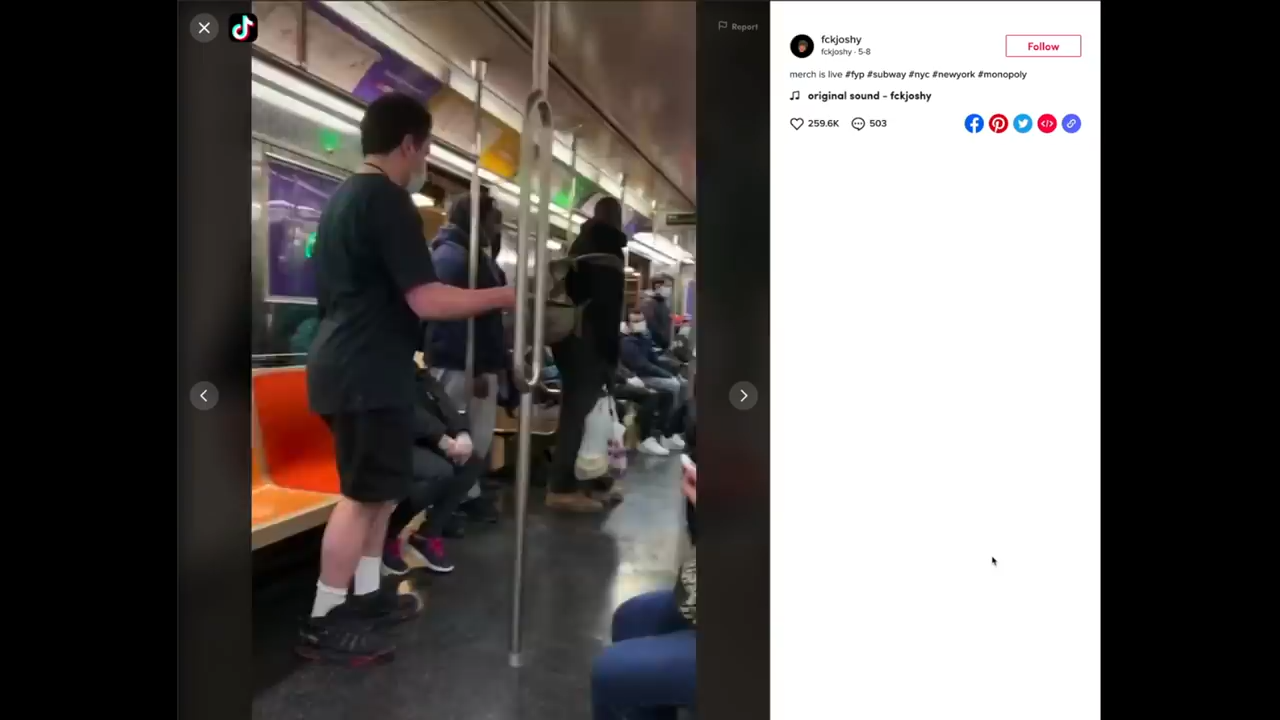 Report
fckjoshy
fckjoshy · 5-8
Follow
merch is live #fyp #subway #nyc #newyork #monopoly
original sound - fckjoshy
259.6K
503